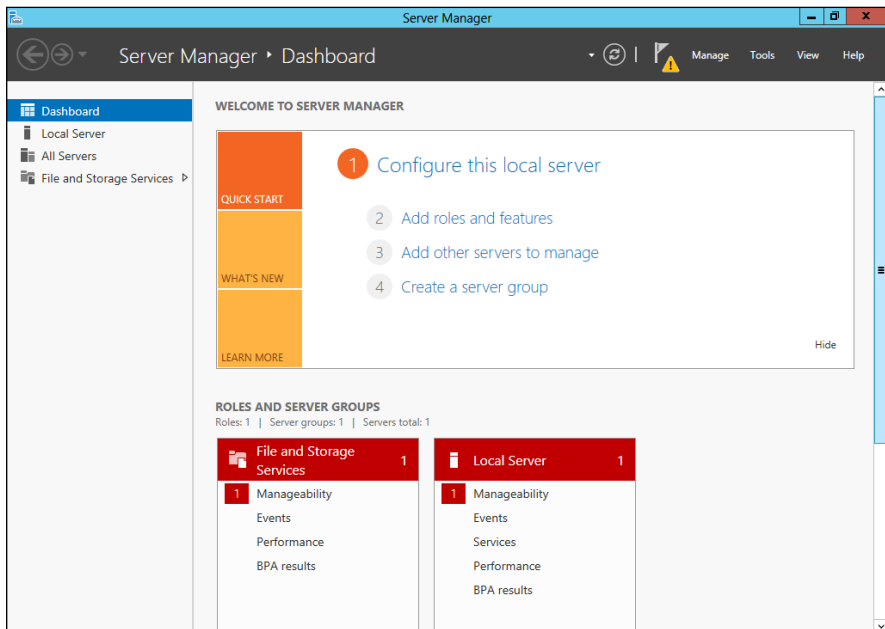 Server Manager
Server Manager ‣ Dashboard
Manage Tools View Help
Dashboard
Local Server
All Servers
File and Storage Services
WELCOME TO SERVER MANAGER
QUICK START
WHAT'S NEW
LEARN MORE
1 Configure this local server
2 Add roles and features
3 Add other servers to manage
4 Create a server group
Hide
ROLES AND SERVER GROUPS
Roles: 1 | Server groups: 1 | Servers total: 1
File and Storage
Services 1
1 Manageability
Events
Performance
BPA results
Local Server 1
1 Manageability
Events
Services
Performance
BPA results